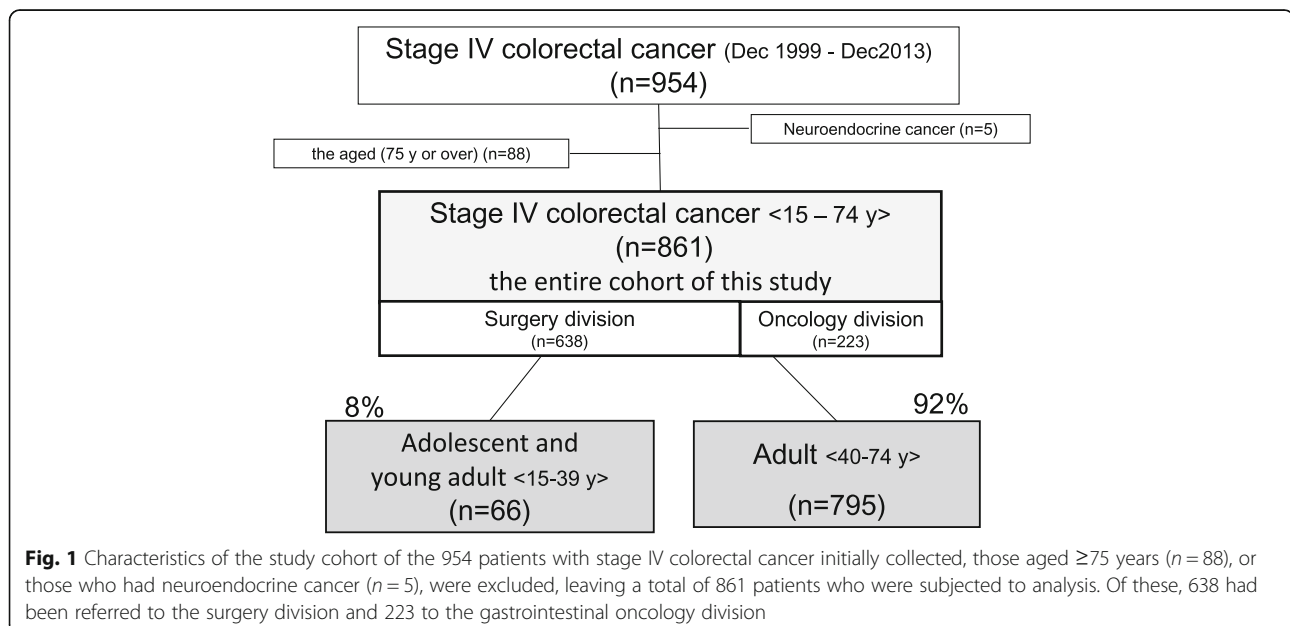 Stage IV colorectal cancer (Dec 1999 - Dec2013)
(n=954)
Neuroendocrine cancer (n=5)
the aged (75 y or over) (n=88)
Stage IV colorectal cancer <15 – 74 y>
(n=861)
the entire cohort of this study
Surgery division
(n=638)
Oncology division
(n=223)
8%
92%
Adolescent and
young adult <15-39 y>
(n=66)
Adult <40-74 y>
(n=795)
Fig. 1 Characteristics of the study cohort of the 954 patients with stage IV colorectal cancer initially collected, those aged ≥75 years (n = 88), or
those who had neuroendocrine cancer (n = 5), were excluded, leaving a total of 861 patients who were subjected to analysis. Of these, 638 had
been referred to the surgery division and 223 to the gastrointestinal oncology division